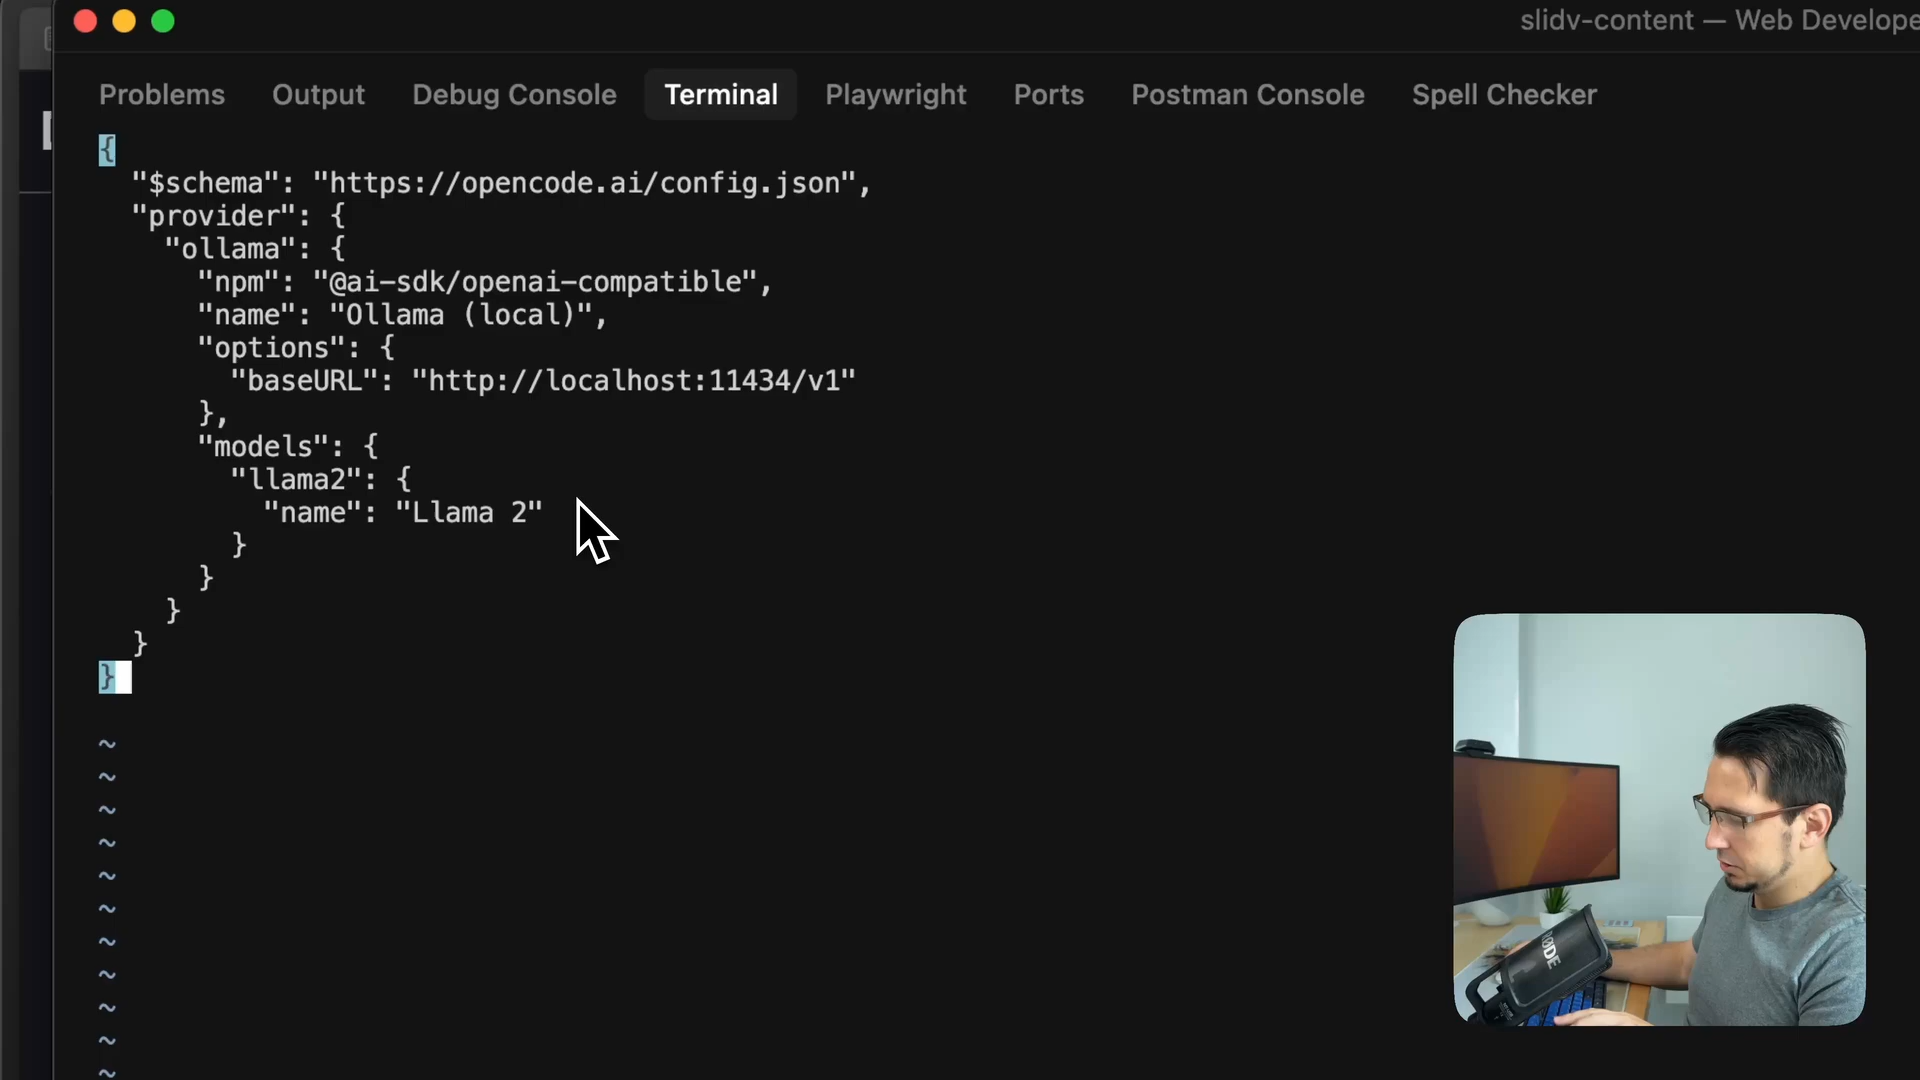 slidv-content — Web Develope
Problems Output Debug Console Terminal Playwright Ports Postman Console Spell Checker
{
"$schema": "https://opencode.ai/config.json",
"provider": {
"ollama": {
"npm": "@ai-sdk/openai-compatible",
"name": "Ollama (local)",
"options": {
"baseURL": "http://localhost:11434/v1"
},
"models": {
"llama2": {
"name": "Llama 2"
}
}
}
}
}
~
~
~
~
~
~
~
~
~
~
~
RØDE